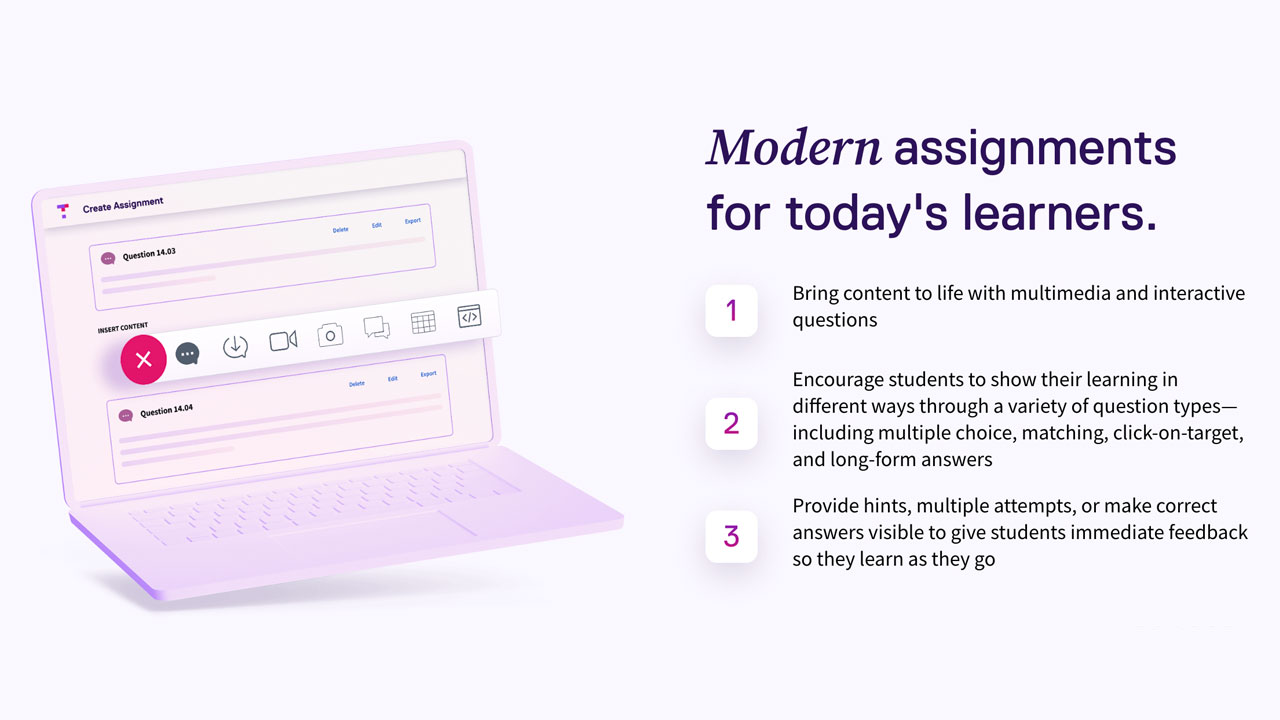 Modern assignments
for today's learners.
1
Bring content to life with multimedia and interactive
questions
2
Encourage students to show their learning in
different ways through a variety of question types—
including multiple choice, matching, click-on-target,
and long-form answers
3
Provide hints, multiple attempts, or make correct
answers visible to give students immediate feedback
so they learn as they go
Create Assignment
Delete Edit Export
Question 14.03
INSERT CONTENT
Delete Edit Export
Question 14.04